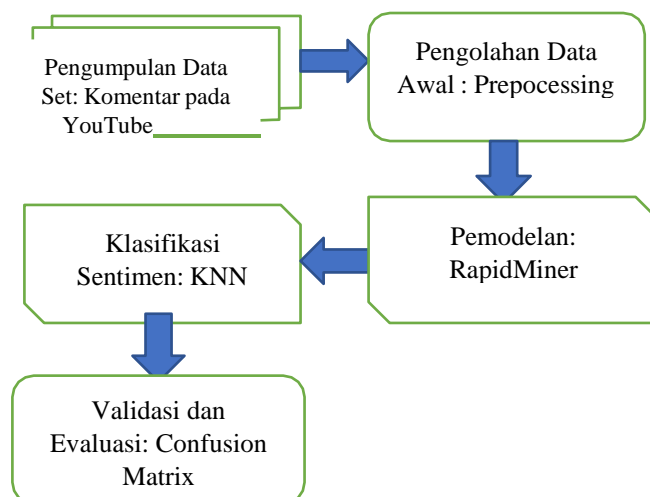 Pengumpulan Data
Set: Komentar pada
YouTube
Pengolahan Data
Awal : Prepocessing
Pemodelan:
RapidMiner
Klasifikasi
Sentimen: KNN
Validasi dan
Evaluasi: Confusion
Matrix